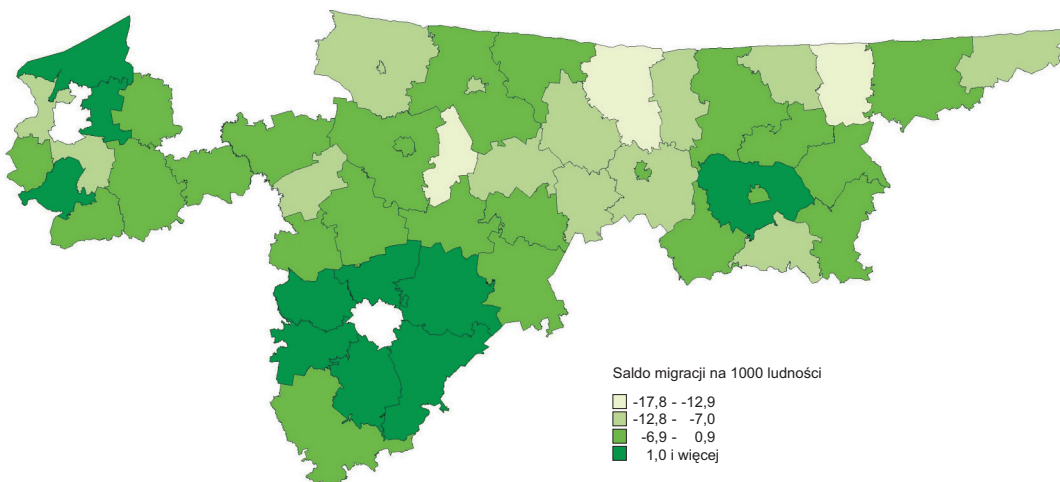 Saldo migracji na 1000 ludności
-17,8 - -12,9
-12,8 - -7,0
-6,9 - 0,9
1,0 i więcej